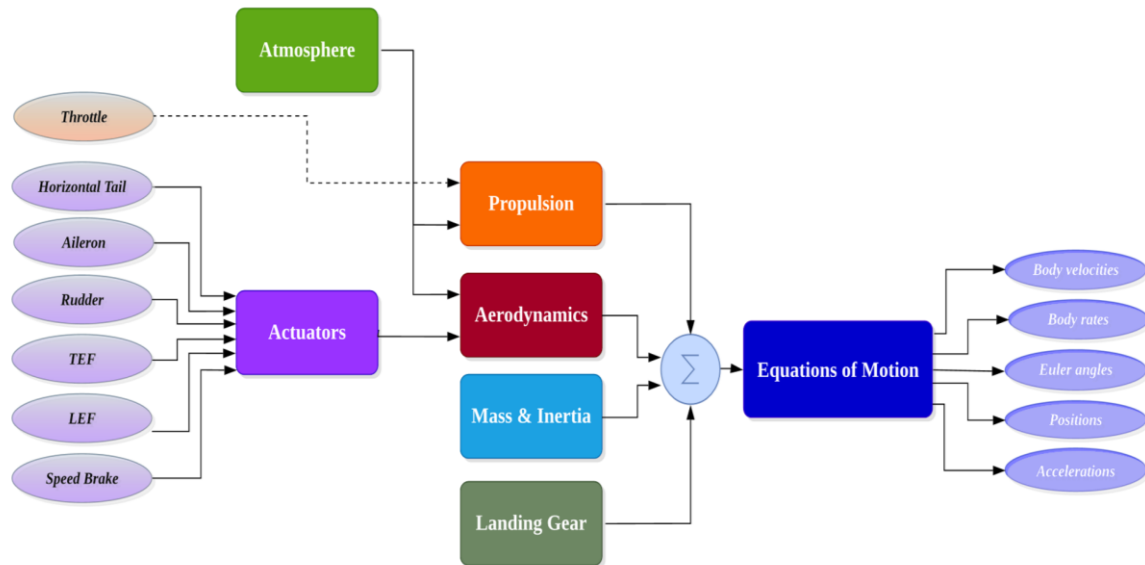 Atmosphere
Throttle
Horizontal Tail
Aileron
Rudder
TEF
LEF
Speed Brake
Actuators
Propulsion
Aerodynamics
Mass & Inertia
Landing Gear
∑
Equations of Motion
Body velocities
Body rates
Euler angles
Positions
Accelerations